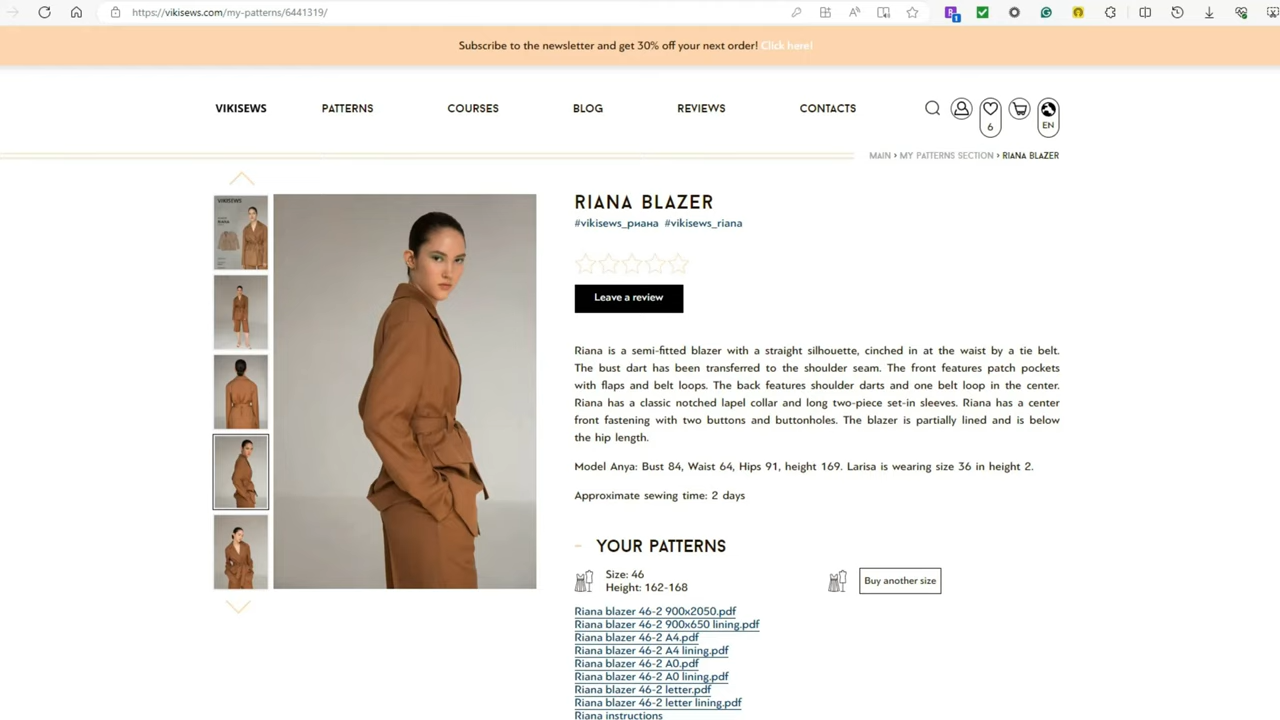 https://vikisews.com/my-patterns/6441319/
Subscribe to the newsletter and get 30% off your next order! Click here!
VIKISEWS PATTERNS COURSES BLOG REVIEWS CONTACTS
6
EN
MAIN › MY PATTERNS SECTION › RIANA BLAZER
VIKISEWS
RIANA BLAZER
#vikisews_риана #vikisews_riana
Leave a review
Riana is a semi-fitted blazer with a straight silhouette, cinched in at the waist by a tie belt.
The bust dart has been transferred to the shoulder seam. The front features patch pockets
with flaps and belt loops. The back features shoulder darts and one belt loop in the center.
Riana has a classic notched lapel collar and long two-piece set-in sleeves. Riana has a center
front fastening with two buttons and buttonholes. The blazer is partially lined and is below
the hip length.
Model Anya: Bust 84, Waist 64, Hips 91, height 169. Larisa is wearing size 36 in height 2.
Approximate sewing time: 2 days
YOUR PATTERNS
Size: 46
Height: 162-168
Buy another size
Riana blazer 46-2 900x2050.pdf
Riana blazer 46-2 900x650 lining.pdf
Riana blazer 46-2 A4.pdf
Riana blazer 46-2 A4 lining.pdf
Riana blazer 46-2 A0.pdf
Riana blazer 46-2 A0 lining.pdf
Riana blazer 46-2 letter.pdf
Riana blazer 46-2 letter lining.pdf
Riana instructions